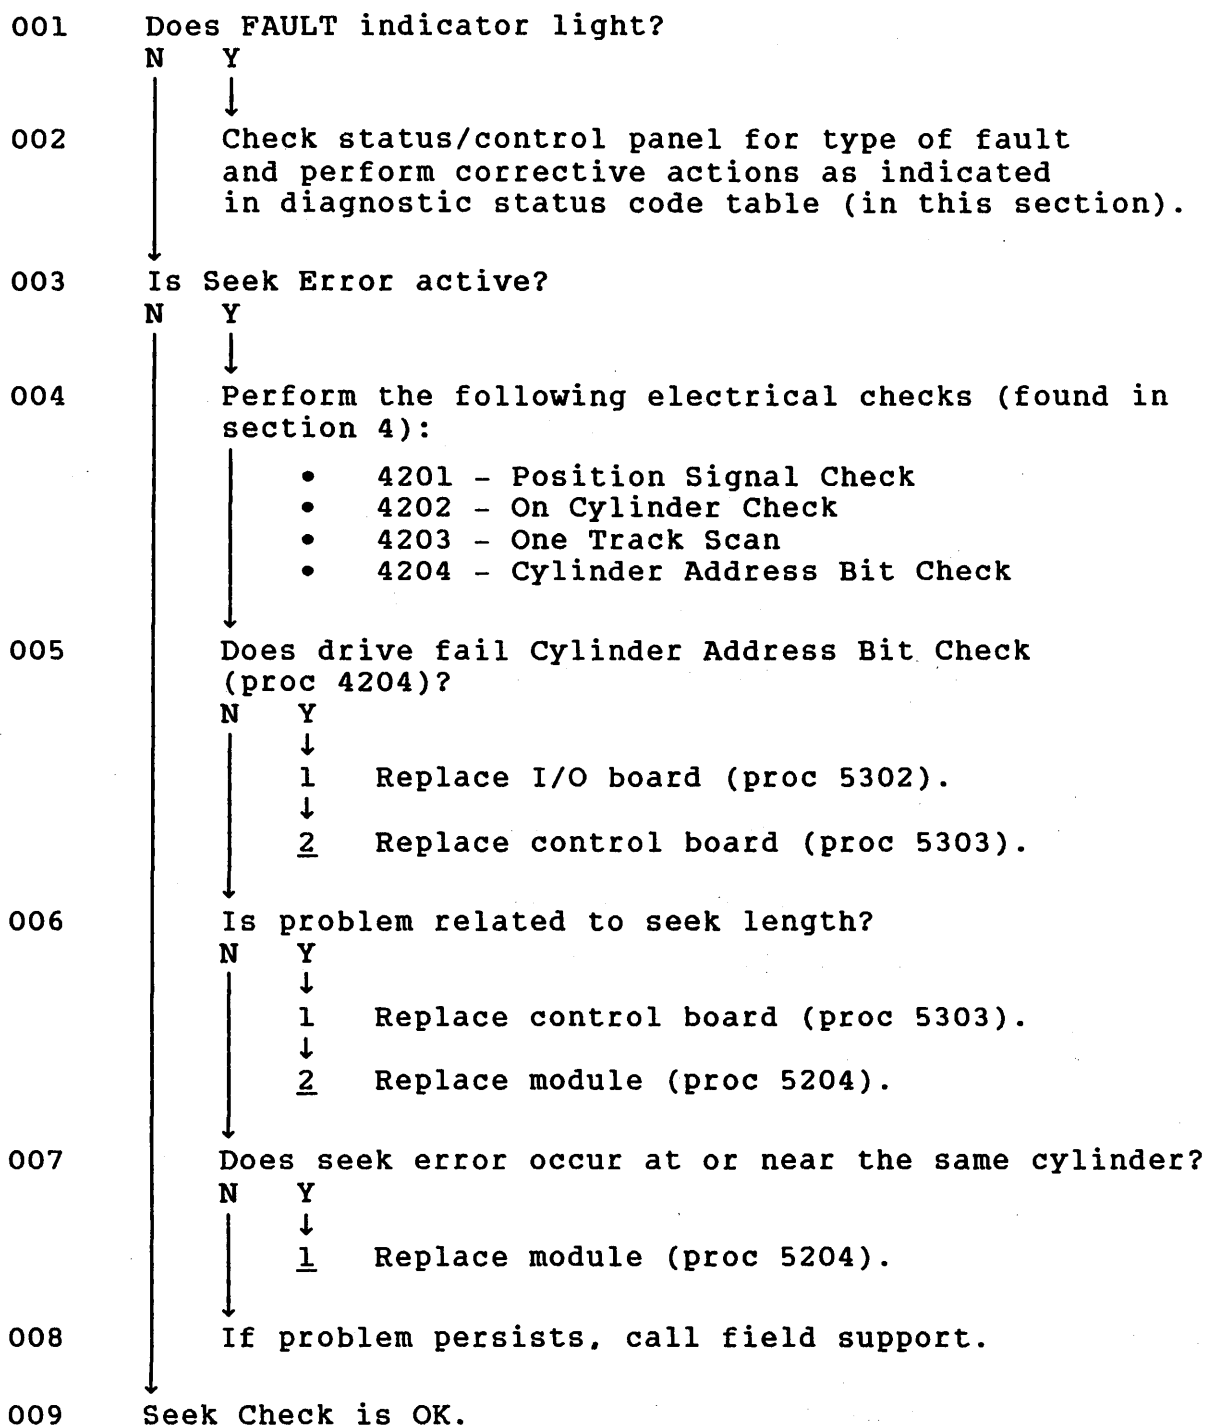 001 Does FAULT indicator light?
N Y
↓
002 Check status/control panel for type of fault
and perform corrective actions as indicated
in diagnostic status code table (in this section).
003 Is Seek Error active?
N Y
↓
004 Perform the following electrical checks (found in
section 4):
• 4201 - Position Signal Check
• 4202 - On Cylinder Check
• 4203 - One Track Scan
• 4204 - Cylinder Address Bit Check
005 Does drive fail Cylinder Address Bit Check
(proc 4204)?
N Y
↓
1 Replace I/O board (proc 5302).
↓
2 Replace control board (proc 5303).
006 Is problem related to seek length?
N Y
↓
1 Replace control board (proc 5303).
↓
2 Replace module (proc 5204).
007 Does seek error occur at or near the same cylinder?
N Y
↓
1 Replace module (proc 5204).
008 If problem persists, call field support.
009 Seek Check is OK.